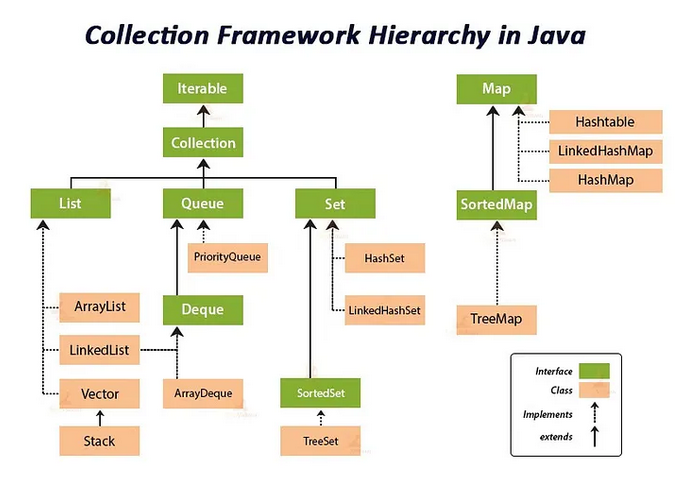 Collection Framework Hierarchy in Java
Iterable
Map
Hashtable
Collection
LinkedHashMap
HashMap
List
Queue
Set
SortedMap
PriorityQueue
HashSet
ArrayList
Deque
LinkedHashSet
TreeMap
LinkedList
Vector
ArrayDeque
SortedSet
Stack
TreeSet
Interface
Class
Implements
extends